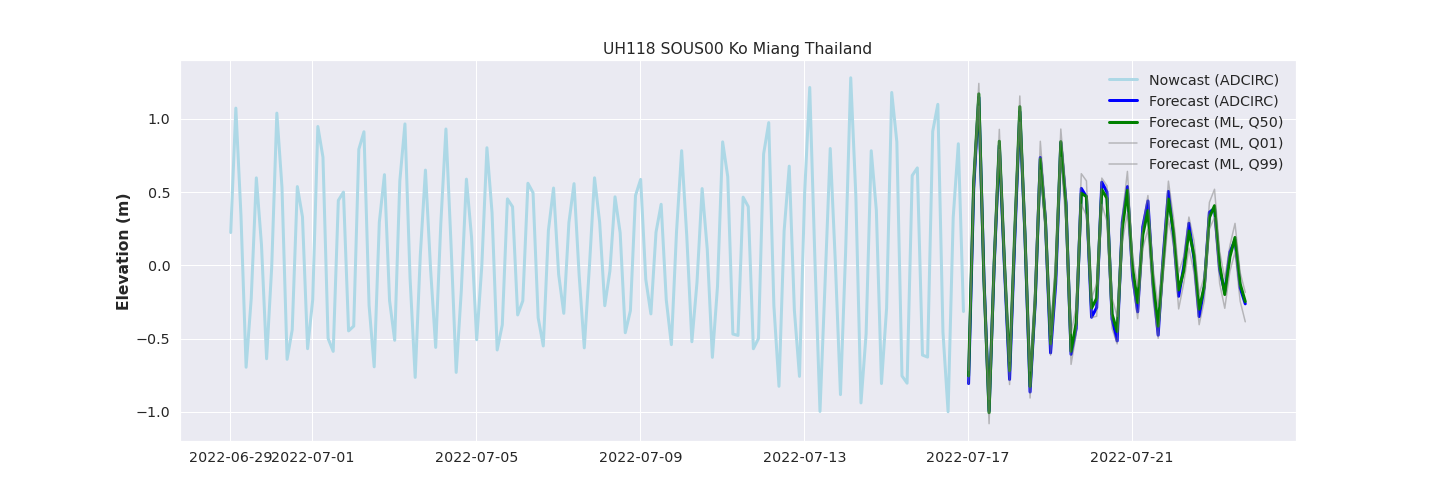 UH118 SOUS00 Ko Miang Thailand
Nowcast (ADCIRC)
Forecast (ADCIRC)
Forecast (ML, Q50)
Forecast (ML, Q01)
Forecast (ML, Q99)
Elevation (m)
1.0
0.5
0.0
−0.5
−1.0
2022-06-29 2022-07-01 2022-07-05 2022-07-09 2022-07-13 2022-07-17 2022-07-21